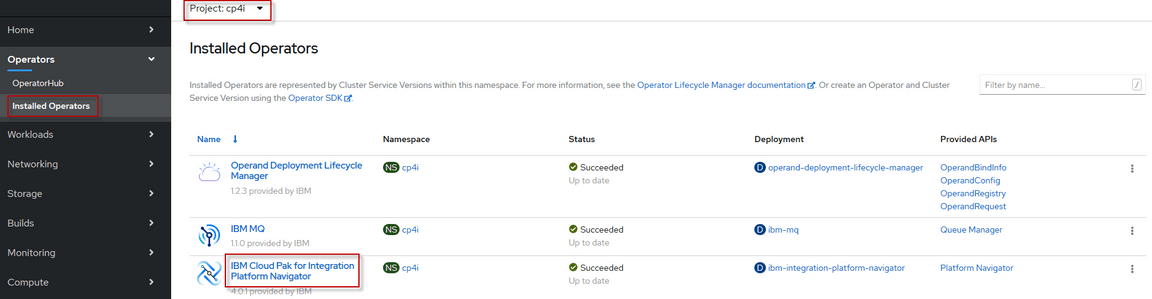 Project: cp4i
Home
Operators
OperatorHub
Installed Operators
Workloads
Networking
Storage
Builds
Monitoring
Compute
Installed Operators
Installed Operators are represented by Cluster Service Versions within this namespace. For more information, see the Operator Lifecycle Manager documentation. Or create an Operator and Cluster
Service Version using the Operator SDK.
Filter by name...
/
Name Namespace Status Deployment Provided APIs
Operand Deployment Lifecycle
Manager
1.2.3 provided by IBM
NS cp4i
Succeeded
Up to date
D operand-deployment-lifecycle-manager
OperandBindInfo
OperandConfig
OperandRegistry
OperandRequest
IBM MQ
1.1.0 provided by IBM
NS cp4i
Succeeded
Up to date
D ibm-mq
Queue Manager
IBM Cloud Pak for Integration
Platform Navigator
4.0.1 provided by IBM
NS cp4i
Succeeded
Up to date
D ibm-integration-platform-navigator
Platform Navigator